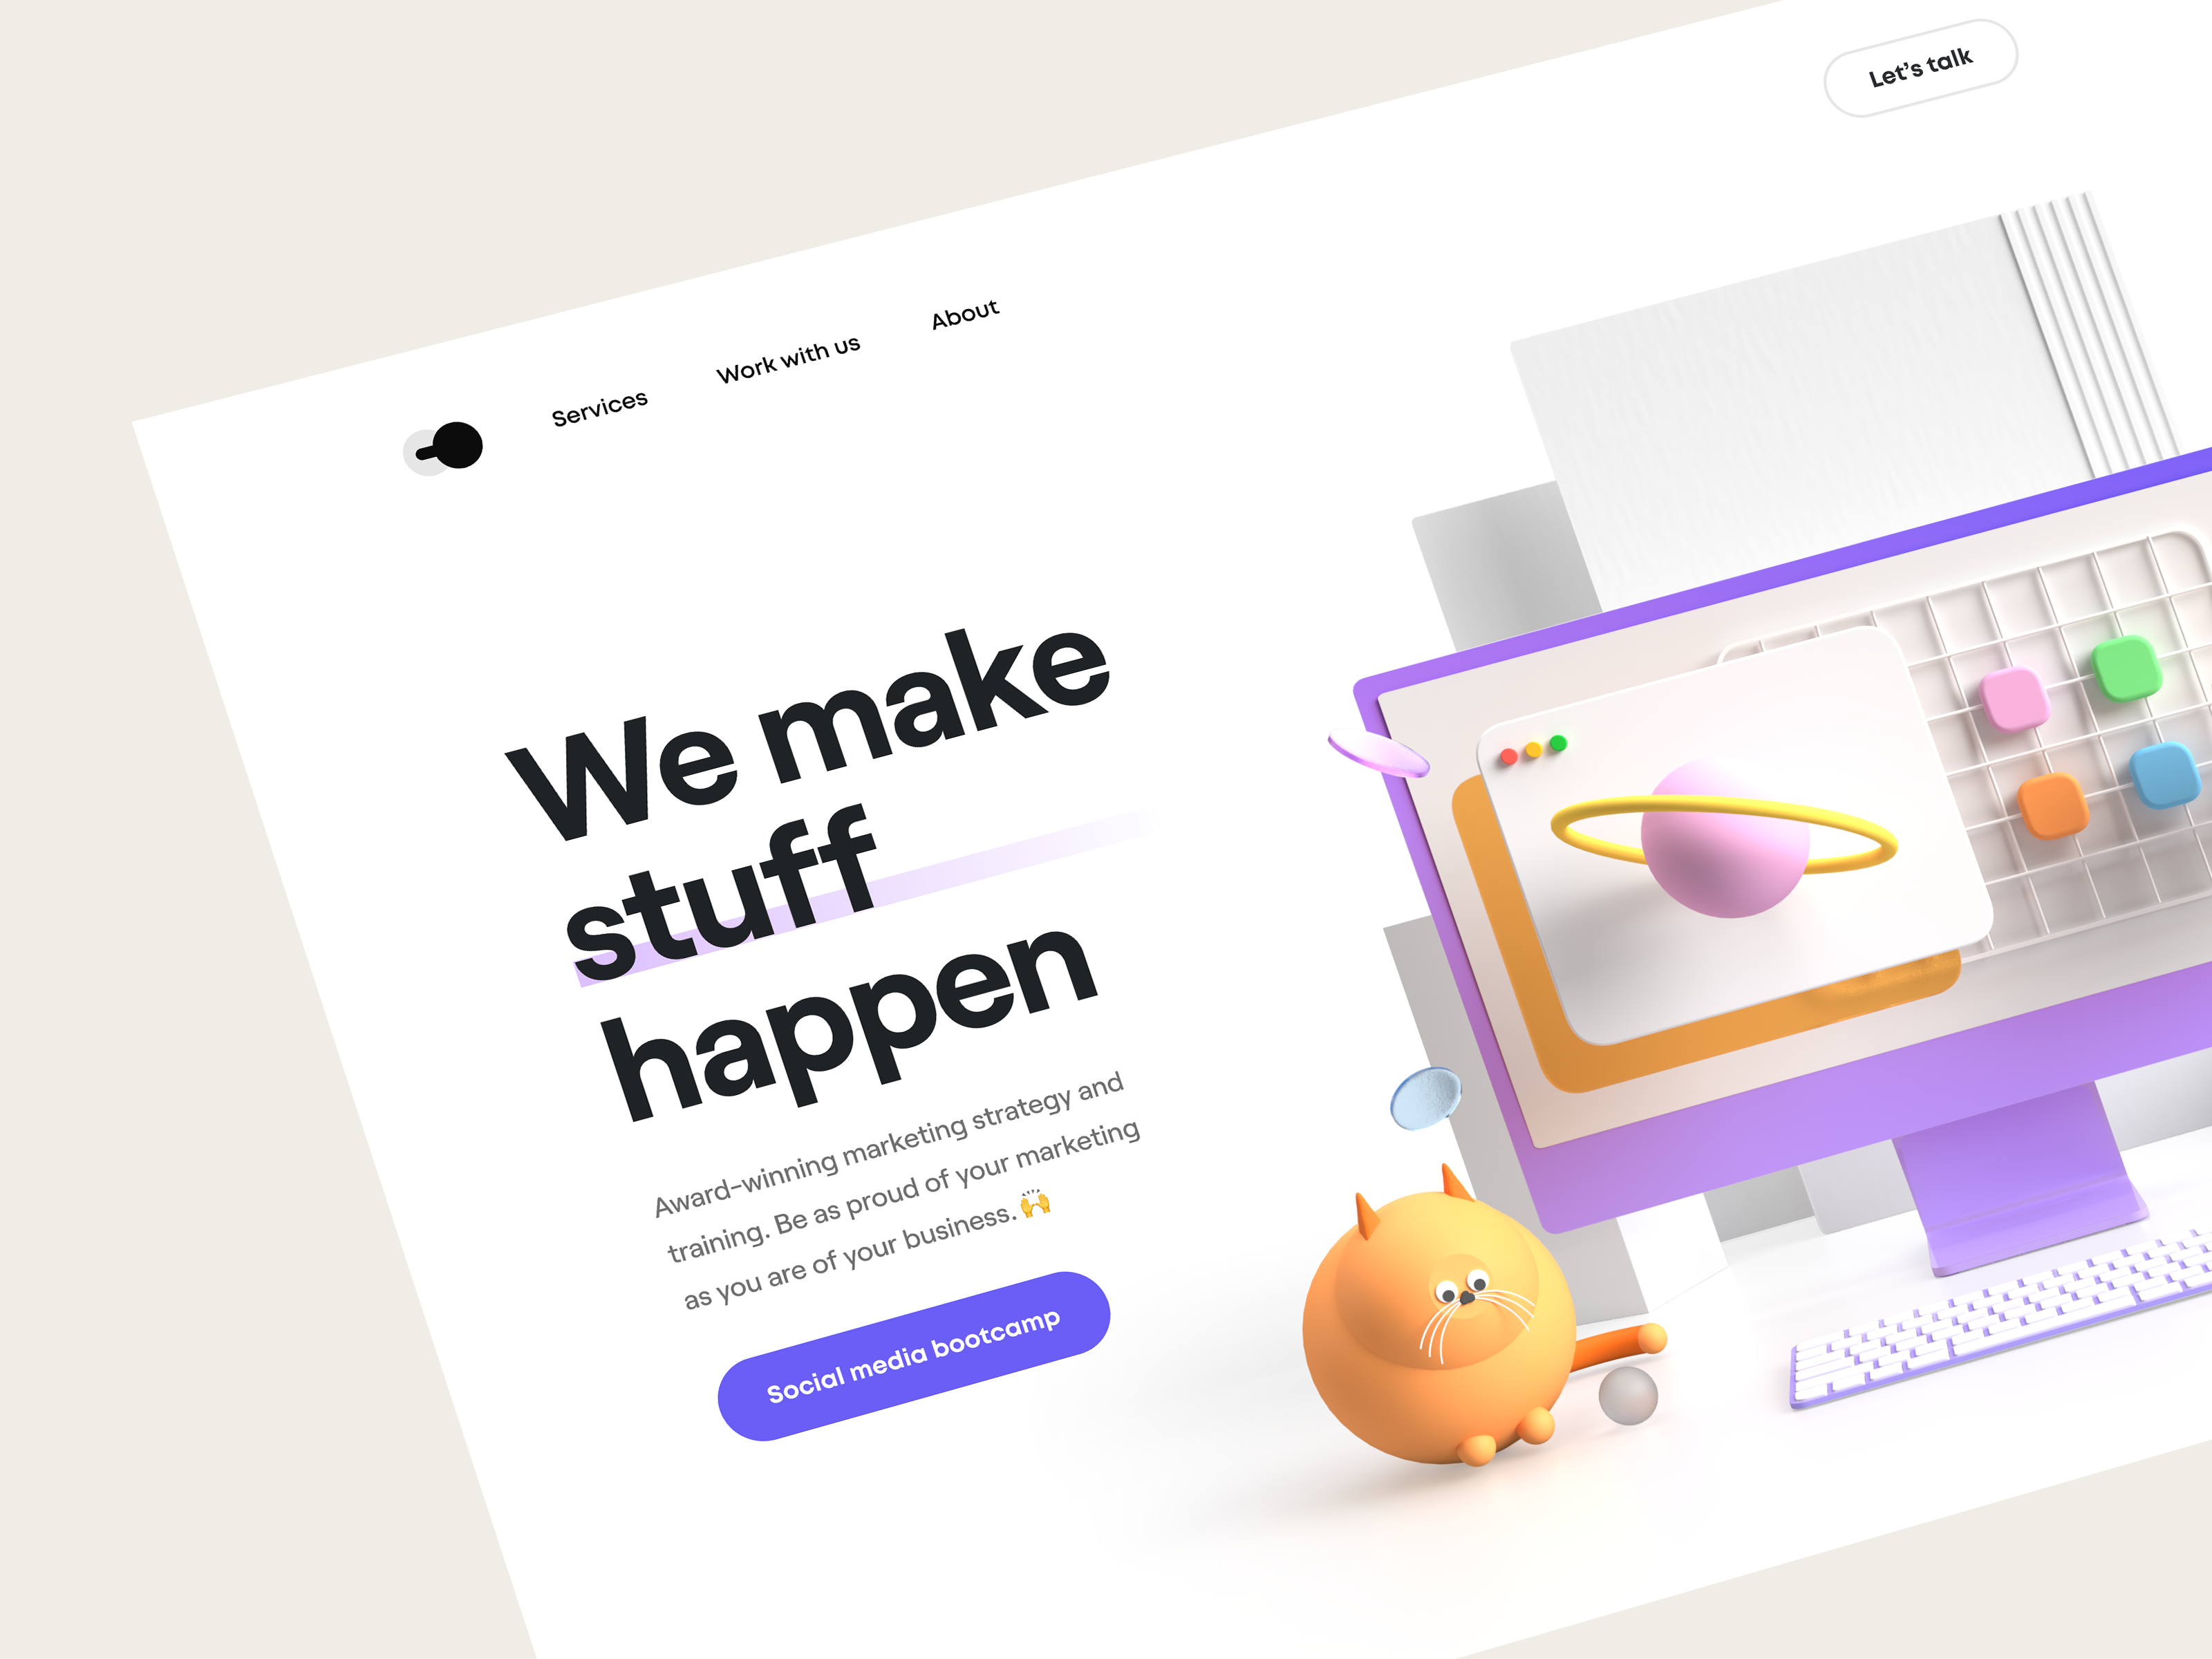 Let's talk
Services
Work with us
About
We make
stuff
happen
Award-winning marketing strategy and
training. Be as proud of your marketing
as you are of your business. 🙌
Social media bootcamp